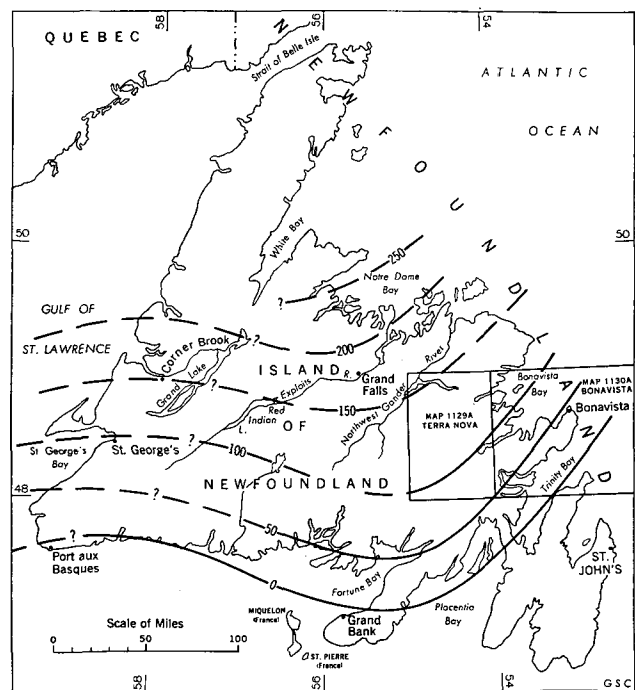 58
56
54
QUEBEC
Strait of Belle Isle
NEWFOUNDLAND
ATLANTIC
OCEAN
50
50
White Bay
250
?
Notre Dame
Bay
GULF OF
ST. LAWRENCE
?
200
Corner Brook
Grand Lake
?
ISLAND
R.
Grand
Falls
Exploits
River
150
Northwest Gander
Bonavista
Bay
MAP 1130A
BONAVISTA
MAP 1129A
TERRA NOVA
Bonavista
Red
Indian
L.
OF
St George's
Bay
?
St. George's
100
Trinity Bay
48
NEWFOUNDLAND
48
?
50
?
Port aux
Basques
0
Fortune Bay
ST.
JOHN'S
Placentia
Bay
MIQUELON
(France)
Grand
Bank
Scale of Miles
0
50
100
ST. PIERRE
(France)
58
56
54
GSC